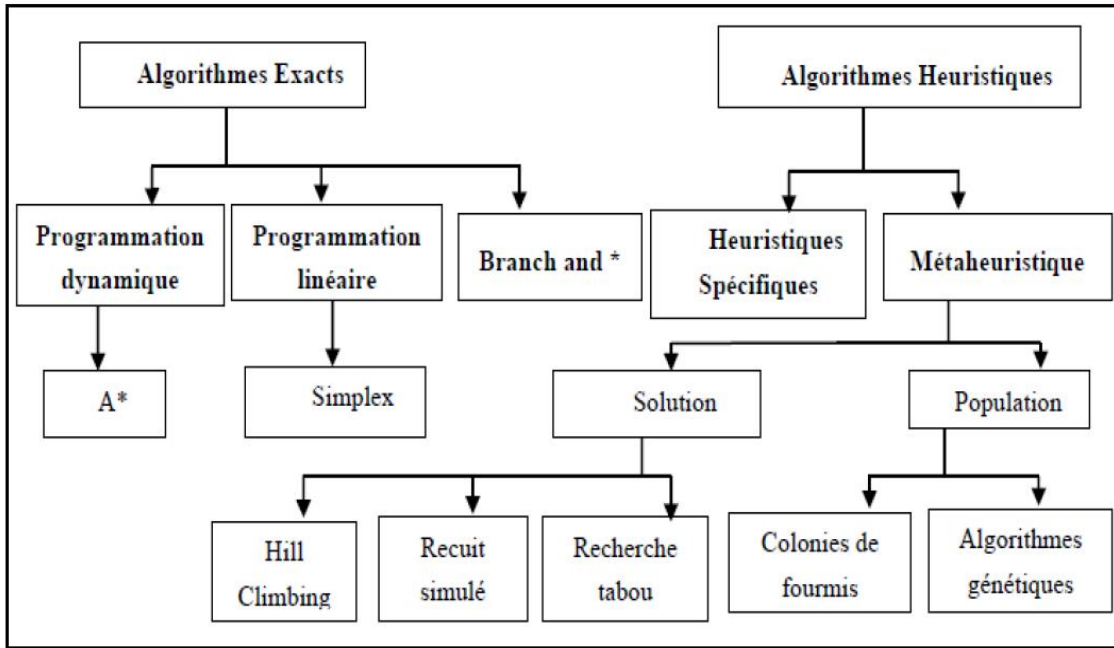 Algorithmes Exacts
Algorithmes Heuristiques
Programmation
dynamique
Programmation
linéaire
Branch and *
Heuristiques
Spécifiques
Métaheuristique
A*
Simplex
Solution
Population
Hill
Climbing
Recuit
simulé
Recherche
tabou
Colonies de
fourmis
Algorithmes
génétiques